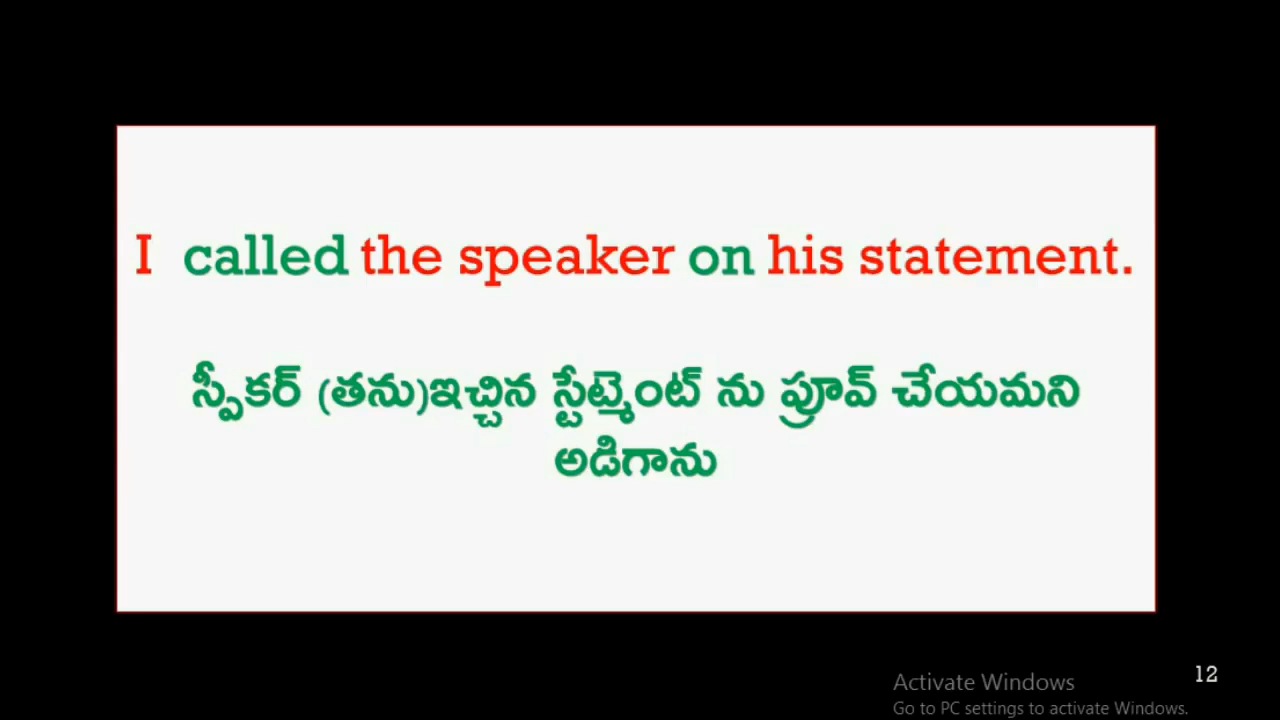 I called the speaker on his statement.
స్పీకర్ (తను)ఇచ్చిన స్టేట్మెంట్ ను ప్రూవ్ చేయమని
అడిగాను
12
Activate Windows
Go to PC settings to activate Windows.